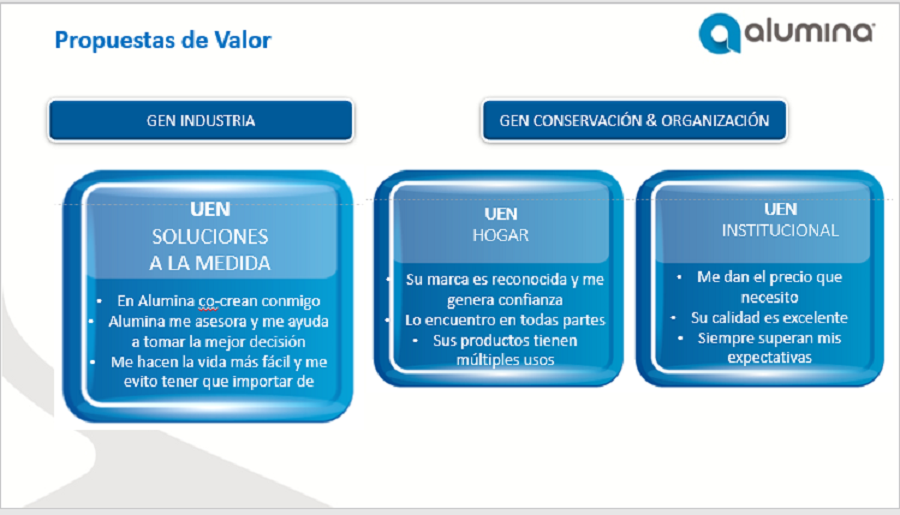 Propuestas de Valor
alumina
GEN INDUSTRIA
GEN CONSERVACIÓN & ORGANIZACIÓN
UEN
SOLUCIONES
A LA MEDIDA
• En Alumina co-crean conmigo
• Alumina me asesora y me ayuda
a tomar la mejor decisión
• Me hacen la vida más fácil y me
evito tener que importar de
UEN
HOGAR
• Su marca es reconocida y me
genera confianza
• Lo encuentro en todas partes
• Sus productos tienen
múltiples usos
UEN
INSTITUCIONAL
• Me dan el precio que
necesito
• Su calidad es excelente
• Siempre superan mis
expectativas